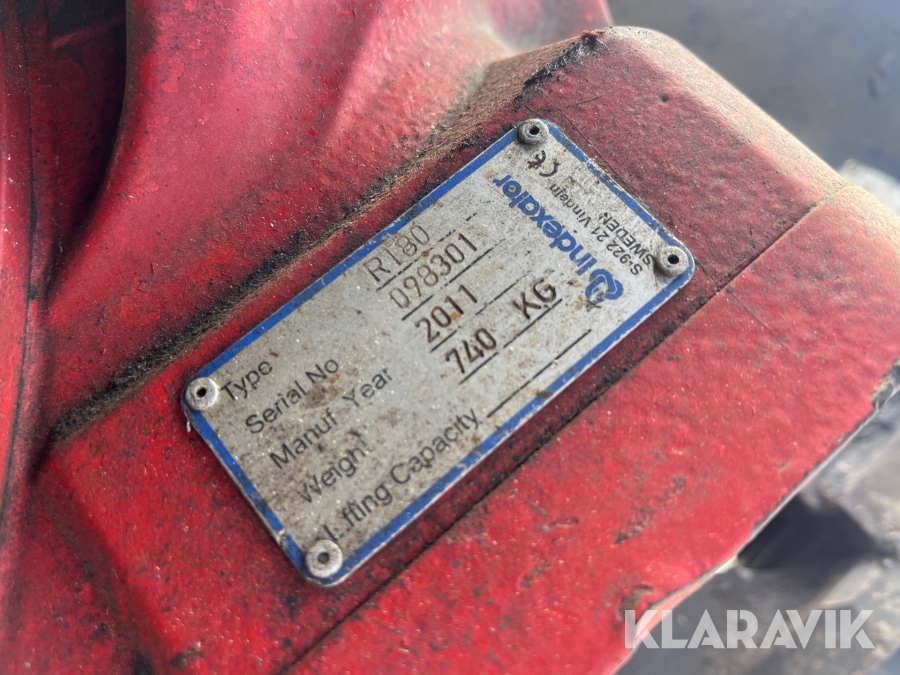 Indexator
S-922 21 Vindeln
SWEDEN
CE
Type R180
Serial No 098301
Manuf. Year 2011
Weight 740 KG
Lifting Capacity
KLARAVIK